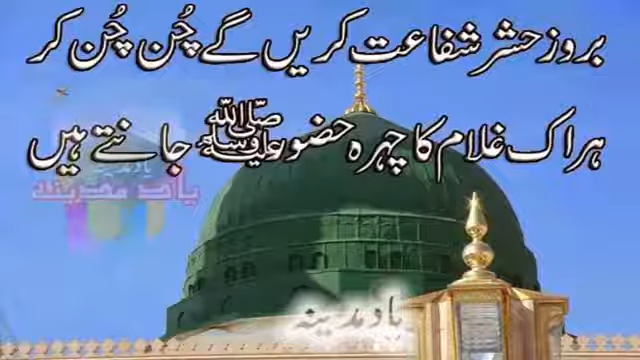 بروز حشر شفاعت کریں گے چُن چُن کر
ہر اک غلام کا چہرہ حضور ﷺ جانتے ہیں
یاد مدینہ
یاد مدینہ